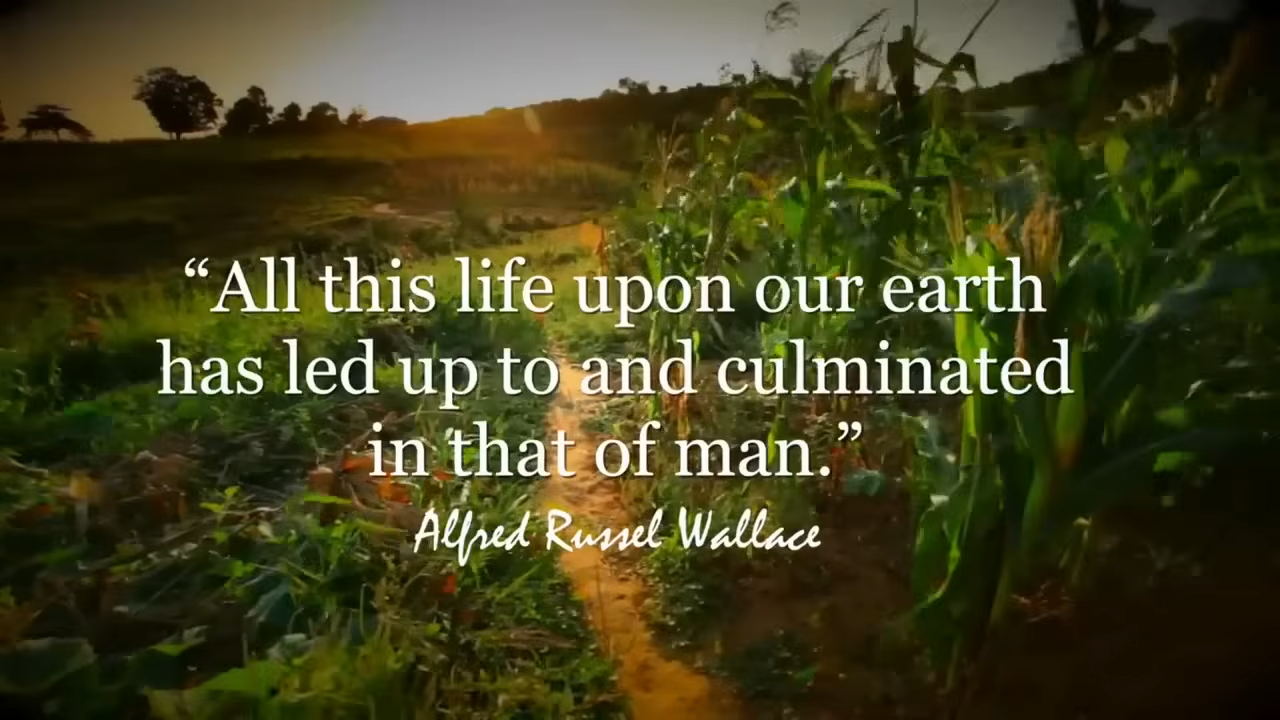 “All this life upon our earth
has led up to and culminated
in that of man.”
Alfred Russel Wallace